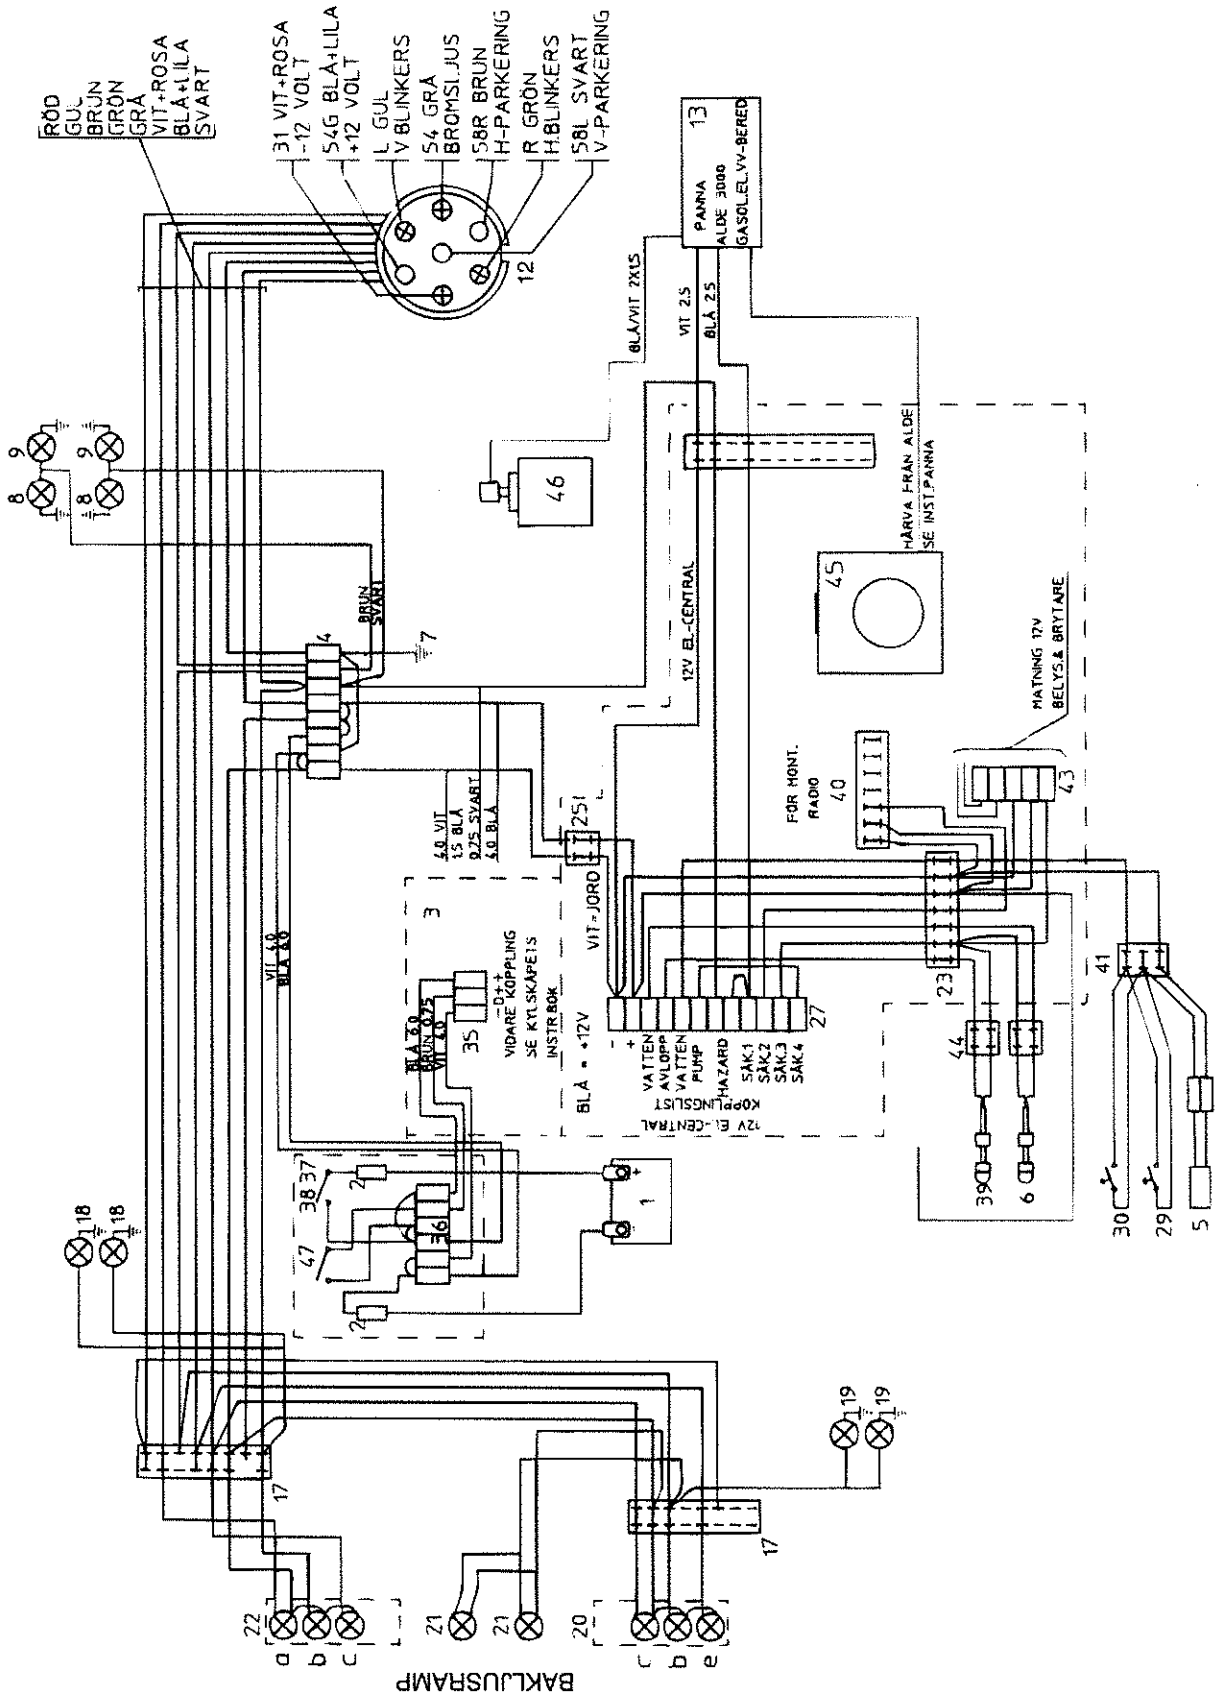 RÖD
GUL
BRUN
GRÖN
GRÅ
VIT+ROSA
BLÅ+LILA
SVART
31 VIT+ROSA
-12 VOLT
54G BLÅ+LILA
+12 VOLT
L GUL
V BLINKERS
54 GRÅ
BROMSLJUS
58R BRUN
H-PARKERING
R GRÖN
H.BLINKERS
58L SVART
V-PARKERING
12
9
9
8
8
BRUN
SVART
4
7
18
18
46
BLÅ/VIT 2X1,5
VIT 2.5
BLÅ 2.5
13
PANNA
ALDE 3000
GASOL.EL.VV-BERED
12V EL-CENTRAL
45
HÄRVA FRÅN ALDE
SE INST.PANNA
MATNING 12V
BELYS.& BRYTARE
43
FÖR MONT.
RADIO
40
4.0 VIT
1.5 BLÅ
0.75 SVART
4.0 BLÅ
25
VIT=JORD
BLÅ = +12V
VIT 4.0
BLÅ 6.0
3
BLÅ 6.0
BRUN 0,75
VIT 4.0
35
-D++
VIDARE KOPPLING
SE KYLSKÅPETS
INSTR BOK
37
38
47
2
2
36
+
-
1
-
+
VATTEN
AVLOPP
VATTEN
PUMP
HAZARD
SÄK.1
SÄK.2
SÄK.3
SÄK.4
27
12V EL-CENTRAL
KOPPLINGSLIST
23
41
44
39
6
30
29
5
17
17
19
19
22
a
b
c
21
21
20
c
b
e
BAKLJUSRAMP